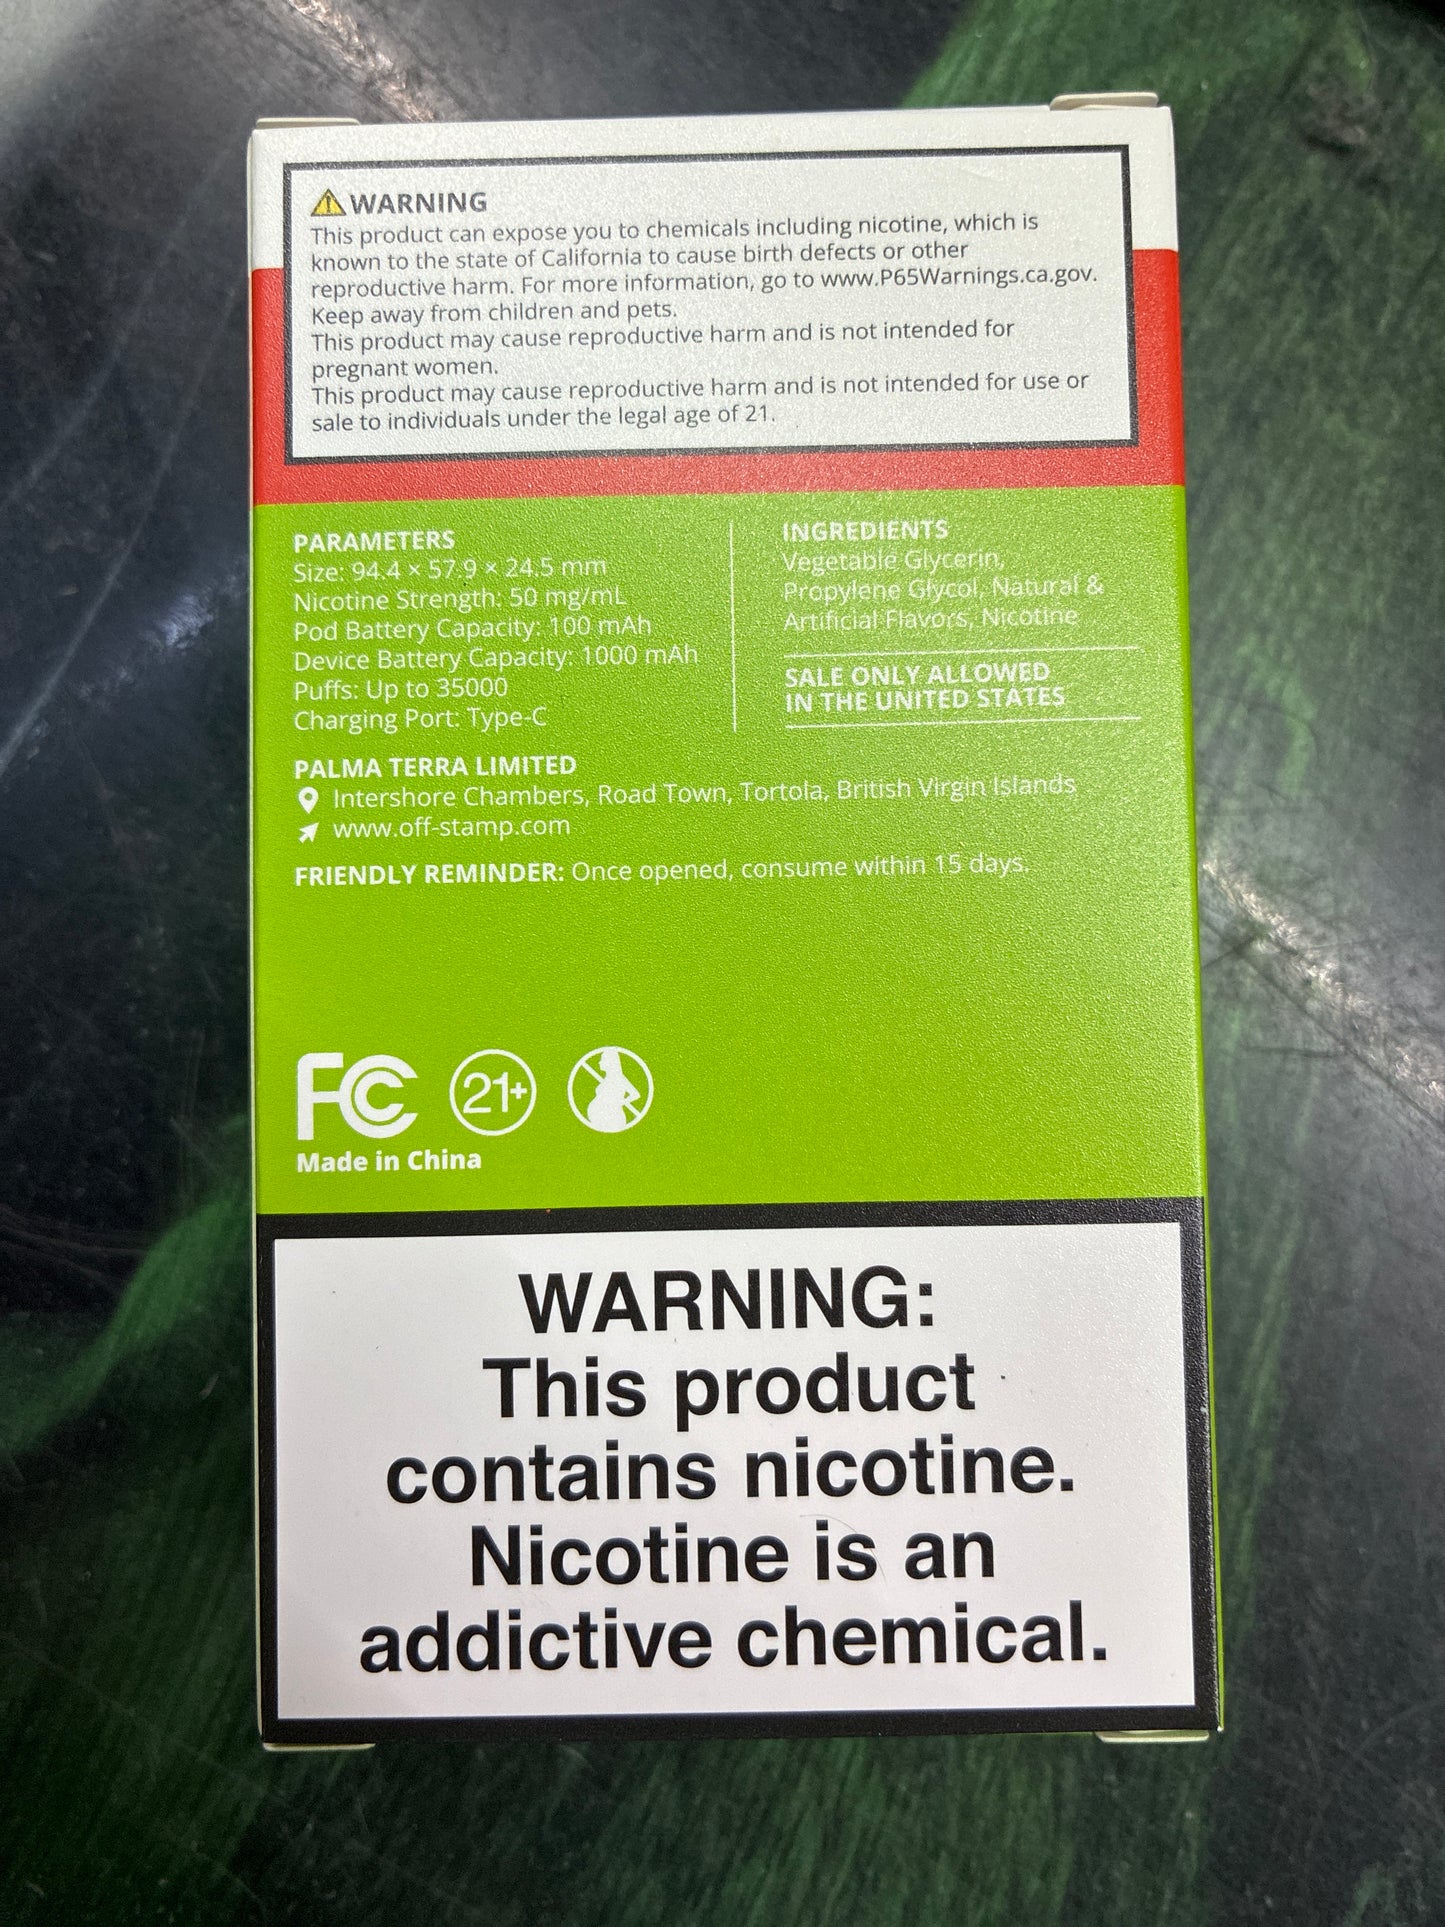 WARNING
This product can expose you to chemicals including nicotine, which is
known to the state of California to cause birth defects or other
reproductive harm. For more information, go to www.P65Warnings.ca.gov.
Keep away from children and pets.
This product may cause reproductive harm and is not intended for
pregnant women.
This product may cause reproductive harm and is not intended for use or
sale to individuals under the legal age of 21.
PARAMETERS
Size: 94.4 × 57.9 × 24.5 mm
Nicotine Strength: 50 mg/mL
Pod Battery Capacity: 100 mAh
Device Battery Capacity: 1000 mAh
Puffs: Up to 35000
Charging Port: Type-C
INGREDIENTS
Vegetable Glycerin,
Propylene Glycol, Natural &
Artificial Flavors, Nicotine
SALE ONLY ALLOWED
IN THE UNITED STATES
PALMA TERRA LIMITED
Intershore Chambers, Road Town, Tortola, British Virgin Islands
www.off-stamp.com
FRIENDLY REMINDER: Once opened, consume within 15 days.
FC 21+
Made in China
WARNING:
This product
contains nicotine.
Nicotine is an
addictive chemical.